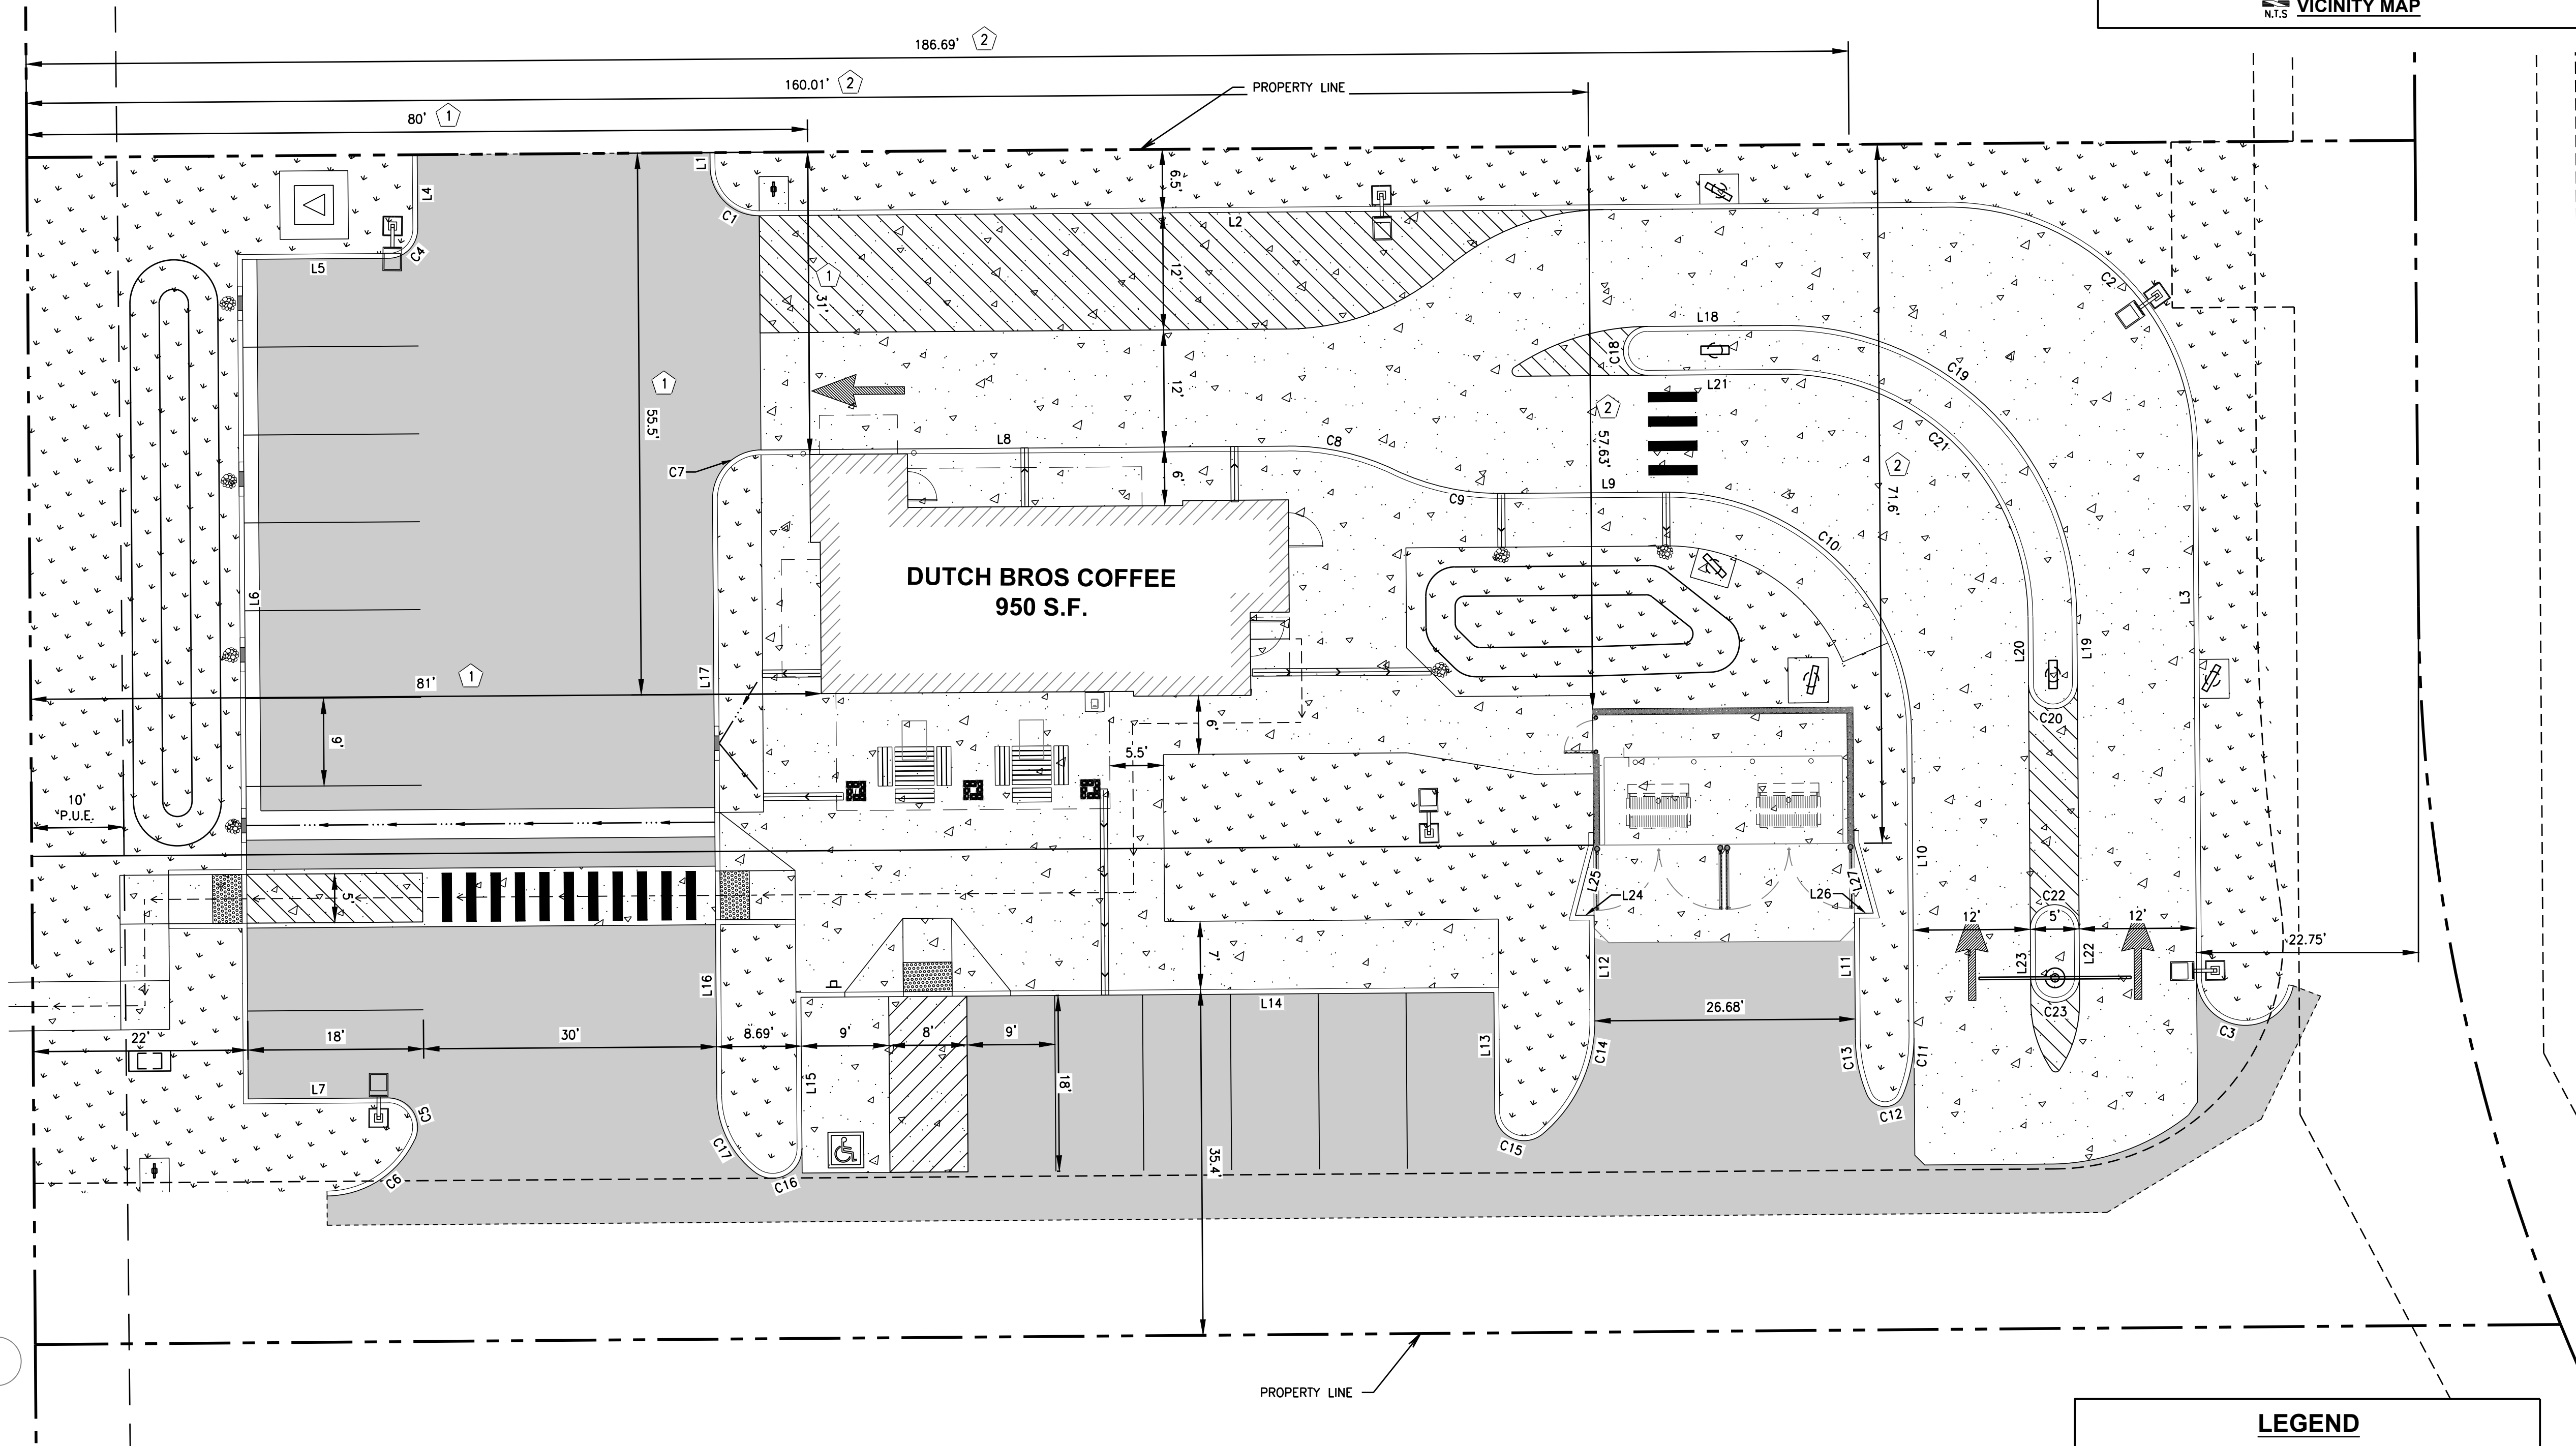 N.T.S
VICINITY MAP
186.69' 2
160.01' 2
PROPERTY LINE
80' 1
L1
L4
6.5'
C1
L2
C4
L5
12'
1
31'
C2
L18
C18
C19
12'
L21
1
2
55.5'
57.63'
L8
C8
C21
C7
6'
2
L9
C9
71.6'
C10
DUTCH BROS COFFEE
950 S.F.
L6
L3
L17
L20
L19
81' 1
C20
9'
6'
5.5'
10'
P.U.E.
L10
L25
L27
L24
L26
5'
C22
12'
5'
12'
22.75'
7'
L23
L22
L16
L12
L11
L14
26.68'
C23
C3
22'
18'
30'
8.69'
9'
8'
9'
L13
C14
C13
C11
18'
L7
L15
C5
C12
C17
C15
35.4'
C6
C16
PROPERTY LINE
LEGEND